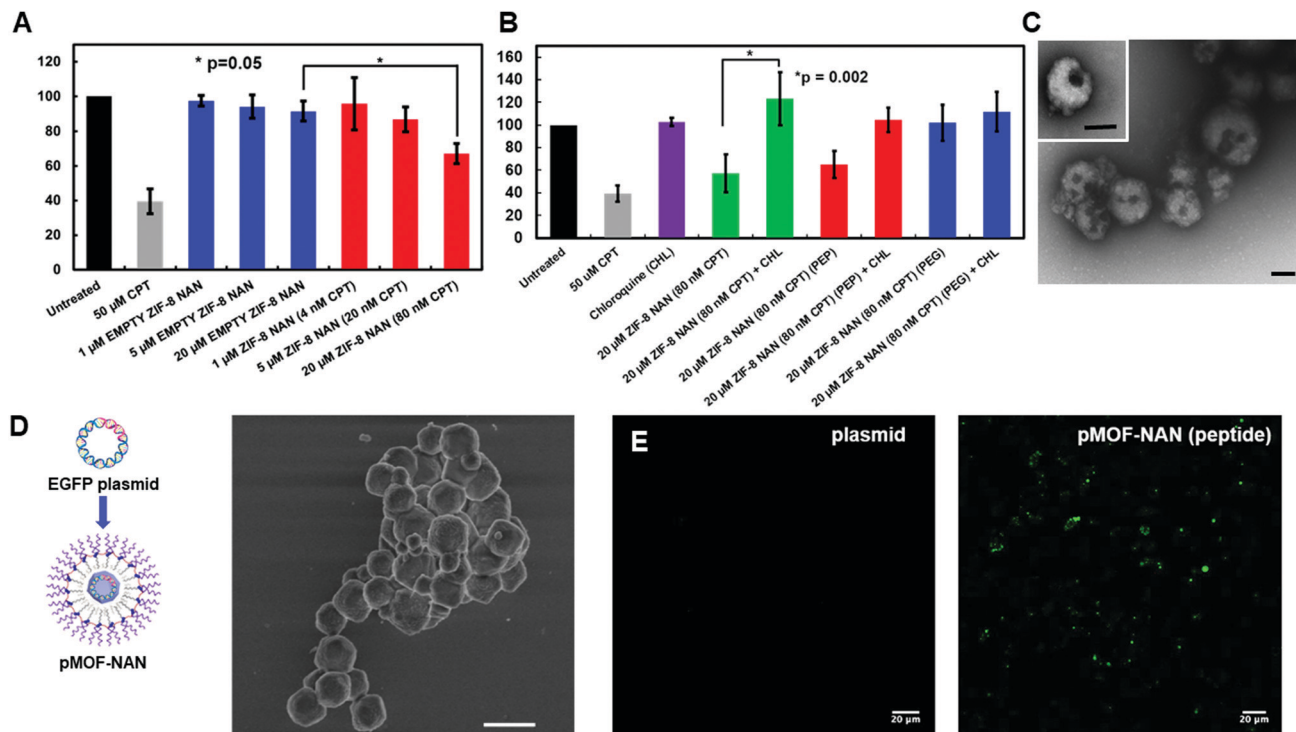 A
* p=0.05
*
120
100
80
60
40
20
0
Untreated
50 µM CPT
1 µM EMPTY ZIF-8 NAN
5 µM EMPTY ZIF-8 NAN
20 µM EMPTY ZIF-8 NAN
1 µM ZIF-8 NAN (4 nM CPT)
5 µM ZIF-8 NAN (20 nM CPT)
20 µM ZIF-8 NAN (80 nM CPT)
B
*
*p = 0.002
160
140
120
100
80
60
40
20
0
Untreated
50 uM CPT
Chloroquine (CHL)
20 µM ZIF-8 NAN (80 nM CPT)
20 µM ZIF-8 NAN (80 nM CPT) + CHL
20 µM ZIF-8 NAN (80 nM CPT) (PEP)
20 µM ZIF-8 NAN (80 nM CPT) (PEP) + CHL
20 µM ZIF-8 NAN (80 nM CPT) (PEG)
20 µM ZIF-8 NAN (80 nM CPT) (PEG) + CHL
C
D
EGFP plasmid
pMOF-NAN
E
plasmid
20 µm
pMOF-NAN (peptide)
20 µm